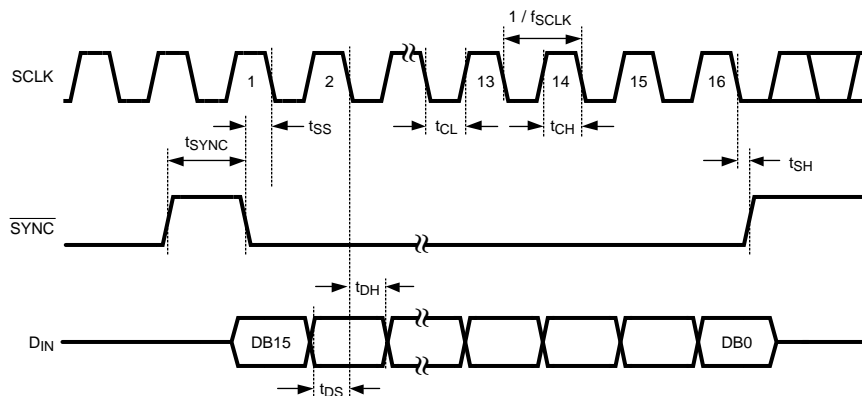 1 / fSCLK
SCLK
1
2
13
14
15
16
tSS
tCL
tCH
tSYNC
tSH
SYNC
tDH
DIN
DB15
DB0
tDS